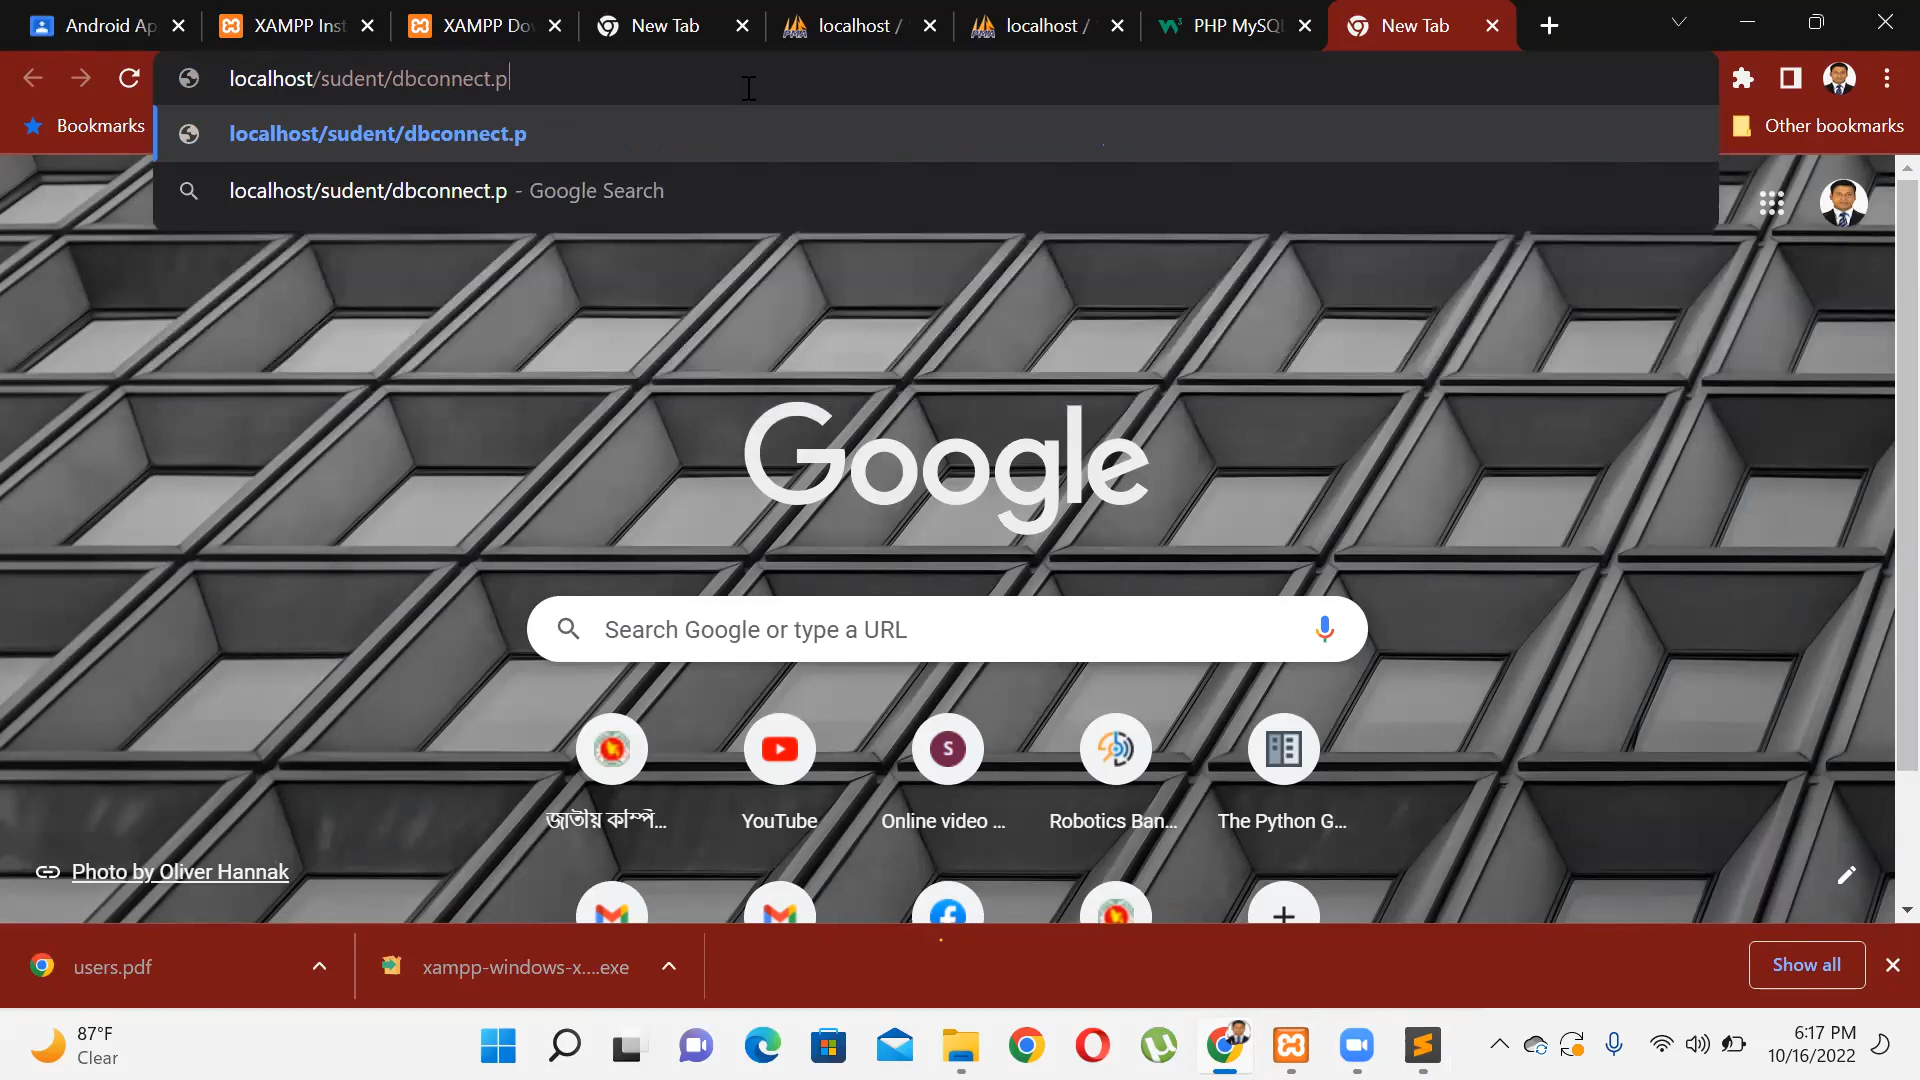 Android Ap
XAMPP Inst
XAMPP Do
New Tab
localhost /
localhost /
PHP MySQL
New Tab
localhost/sudent/dbconnect.p
Bookmarks
Other bookmarks
localhost/sudent/dbconnect.p
localhost/sudent/dbconnect.p - Google Search
Google
Search Google or type a URL
জাতীয় কম্পি...
YouTube
Online video ...
Robotics Ban...
The Python G...
S
Photo by Oliver Hannak
users.pdf
xampp-windows-x....exe
Show all
87°F
Clear
6:17 PM
10/16/2022